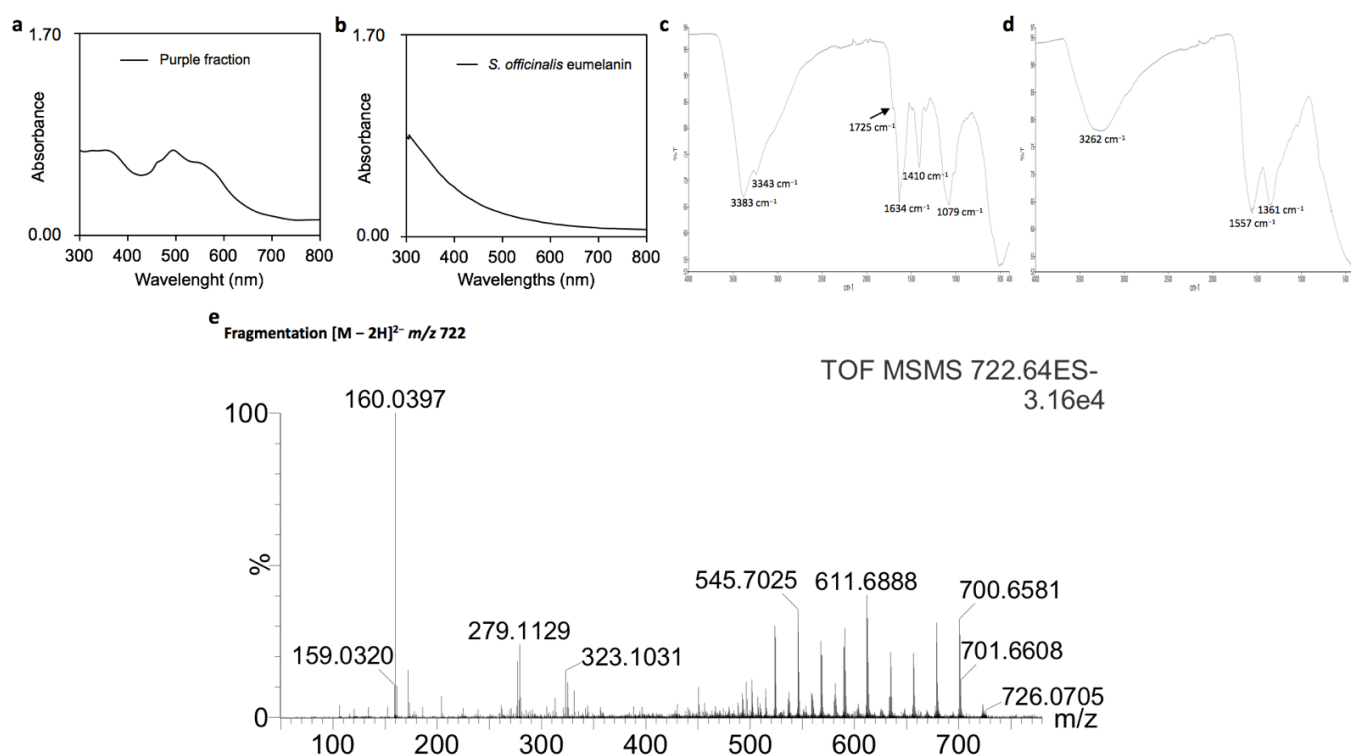 a
1.70
Purple fraction
Absorbance
0.00
300 400 500 600 700 800
Wavelenght (nm)
b
1.70
S. officinalis eumelanin
Absorbance
0.00
300 400 500 600 700 800
Wavelengths (nm)
c
1725 cm⁻¹
3343 cm⁻¹
1410 cm⁻¹
3383 cm⁻¹
1634 cm⁻¹
1079 cm⁻¹
%T
cm-1
d
3262 cm⁻¹
1361 cm⁻¹
1557 cm⁻¹
%T
cm-1
e
Fragmentation [M – 2H]²⁻ m/z 722
TOF MSMS 722.64ES-
3.16e4
160.0397
100
545.7025
611.6888
700.6581
279.1129
701.6608
159.0320
323.1031
726.0705
%
0
m/z
100 200 300 400 500 600 700